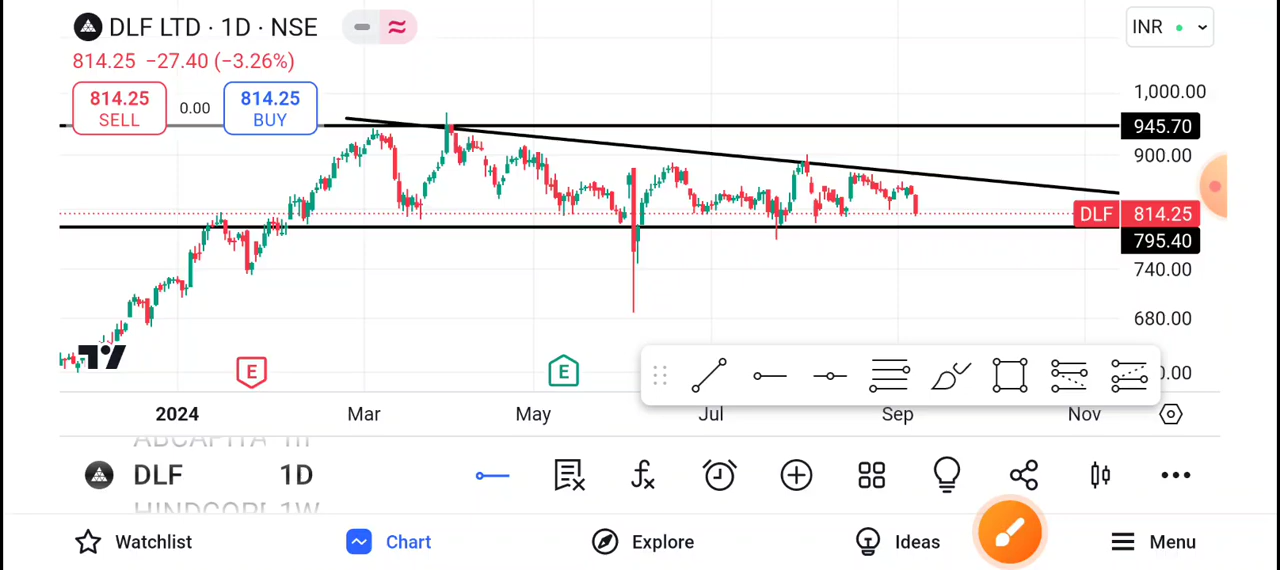 DLF LTD · 1D · NSE
INR
814.25 −27.40 (−3.26%)
814.25
SELL
0.00
814.25
BUY
1,000.00
945.70
900.00
DLF 814.25
795.40
740.00
680.00
E
E
2024 Mar May Jul Sep Nov
DLF 1D
Watchlist
Chart
Explore
Ideas
Menu